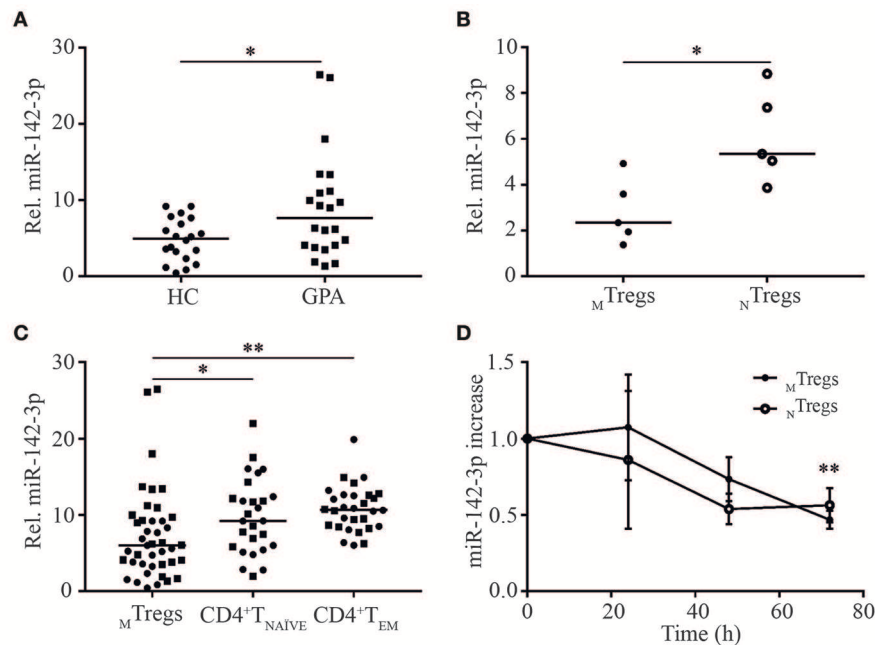 A
30
20
10
0
Rel. miR-142-3p
*
HC
GPA
B
10
8
6
4
2
0
Rel. miR-142-3p
*
MTregs
NTregs
C
30
20
10
0
Rel. miR-142-3p
*
**
MTregs
CD4+TNAÏVE
CD4+TEM
D
1.5
1.0
0.5
0.0
miR-142-3p increase
MTregs
NTregs
**
0
20
40
60
80
Time (h)